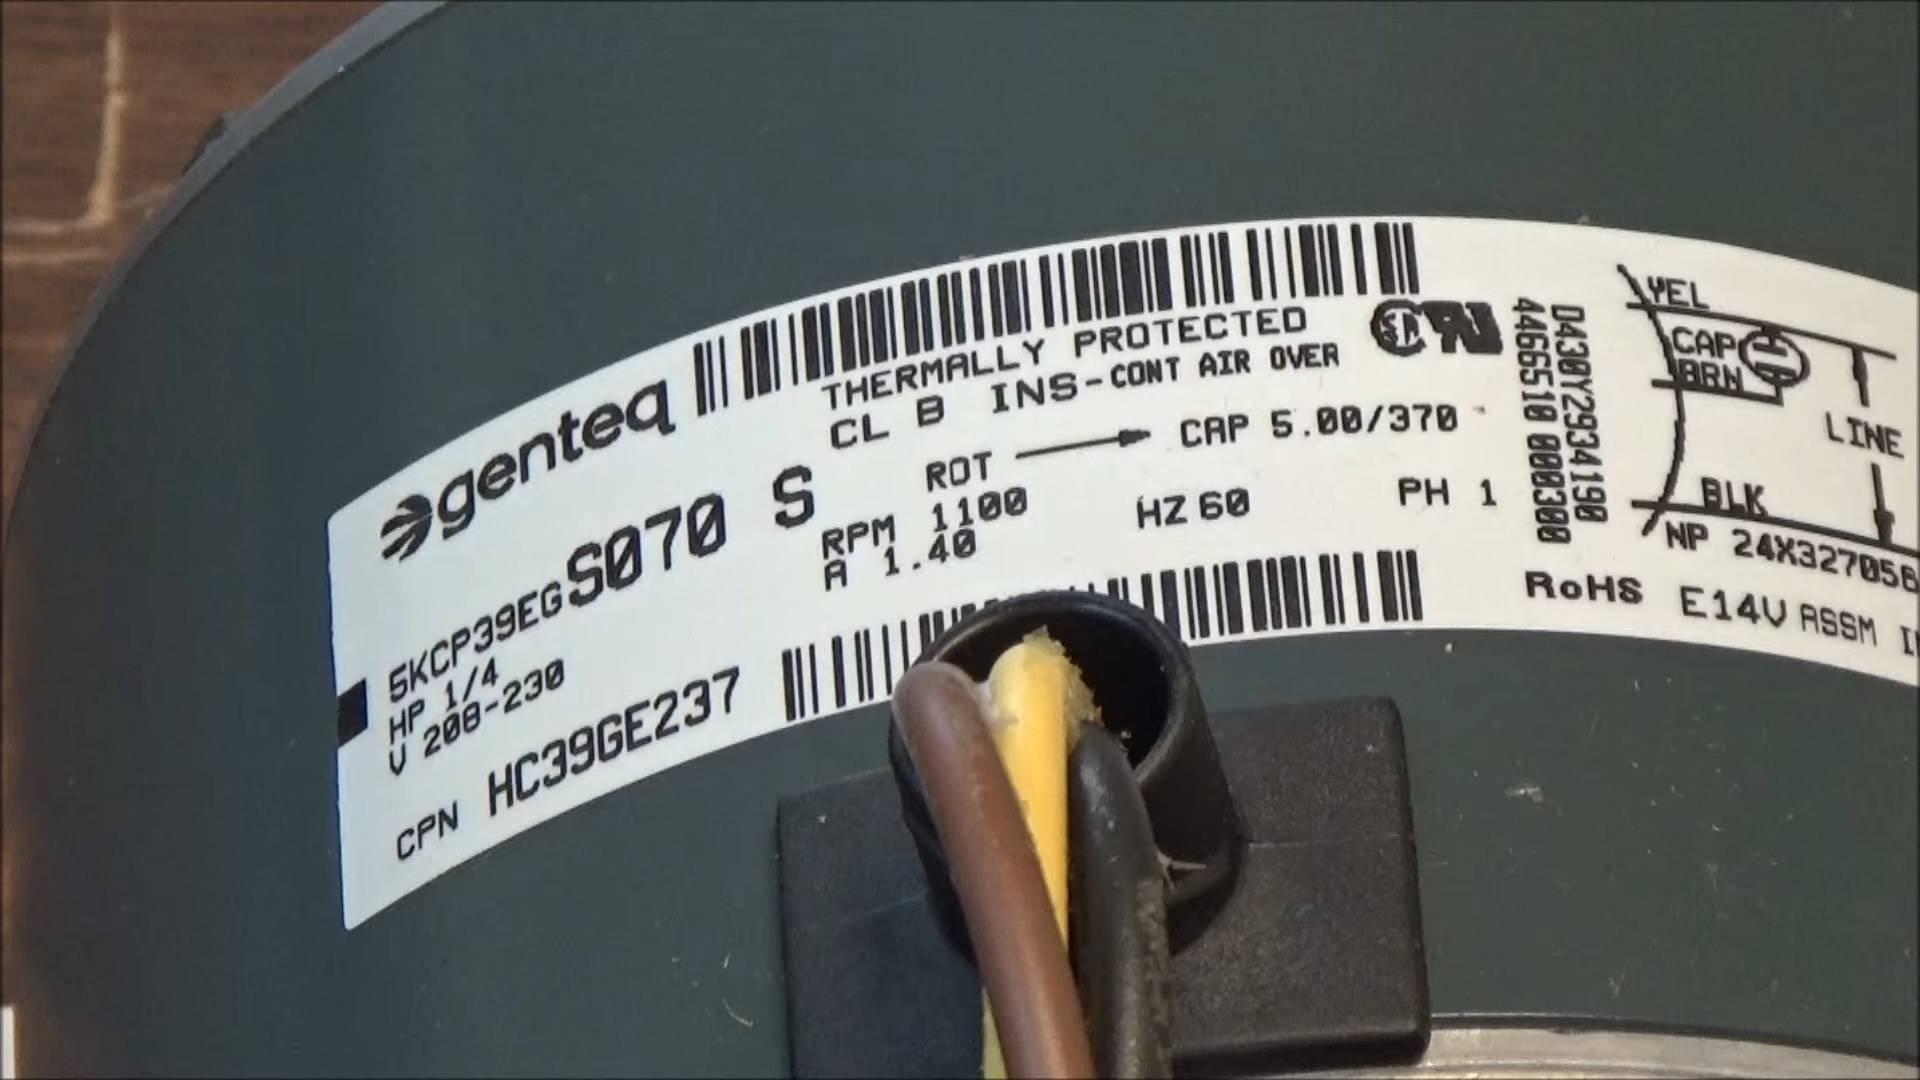 genteq
5KCP39EGS070 S
HP 1/4
V 208-230
CPN HC39GE237
THERMALLY PROTECTED
CL B INS-CONT AIR OVER
ROT CAP 5.00/370
RPM 1100 HZ 60 PH 1
A 1.40
D430Y2934190
4466510 000300
YEL
CAP
BRN
LINE
BLK
NP 24X327056
RoHS E14V ASSM